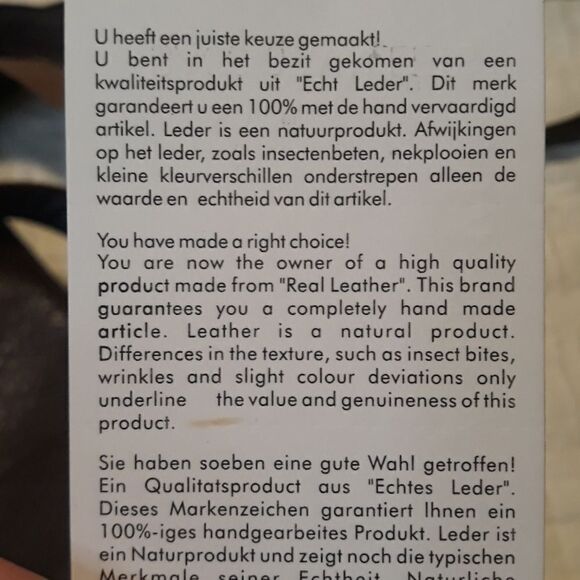 U heeft een juiste keuze gemaakt!
U bent in het bezit gekomen van een
kwaliteitsprodukt uit "Echt Leder". Dit merk
garandeert u een 100% met de hand vervaardigd
artikel. Leder is een natuurprodukt. Afwijkingen
op het leder, zoals insectenbeten, nekplooien en
kleine kleurverschillen onderstrepen alleen de
waarde en echtheid van dit artikel.
You have made a right choice!
You are now the owner of a high quality
product made from "Real Leather". This brand
guarantees you a completely hand made
article. Leather is a natural product.
Differences in the texture, such as insect bites,
wrinkles and slight colour deviations only
underline the value and genuineness of this
product.
Sie haben soeben eine gute Wahl getroffen!
Ein Qualitatsproduct aus "Echtes Leder".
Dieses Markenzeichen garantiert Ihnen ein
100%-iges handgearbeites Produkt. Leder ist
ein Naturprodukt und zeigt noch die typischen
Merkmale seiner Echtheit. Natürliche